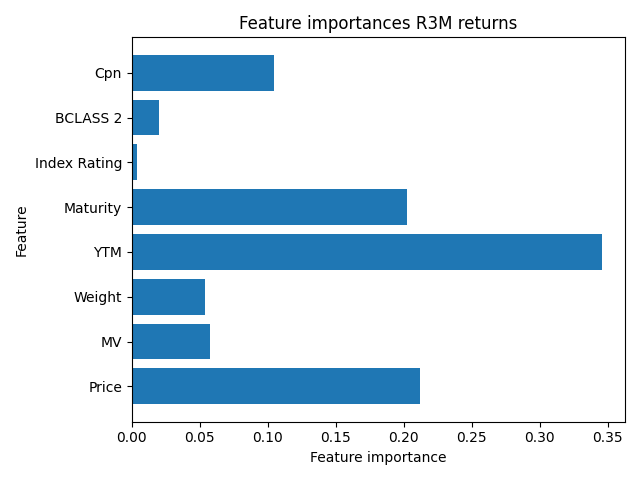 Feature importances R3M returns
Feature
Cpn
BCLASS 2
Index Rating
Maturity
YTM
Weight
MV
Price
0.00 0.05 0.10 0.15 0.20 0.25 0.30 0.35
Feature importance